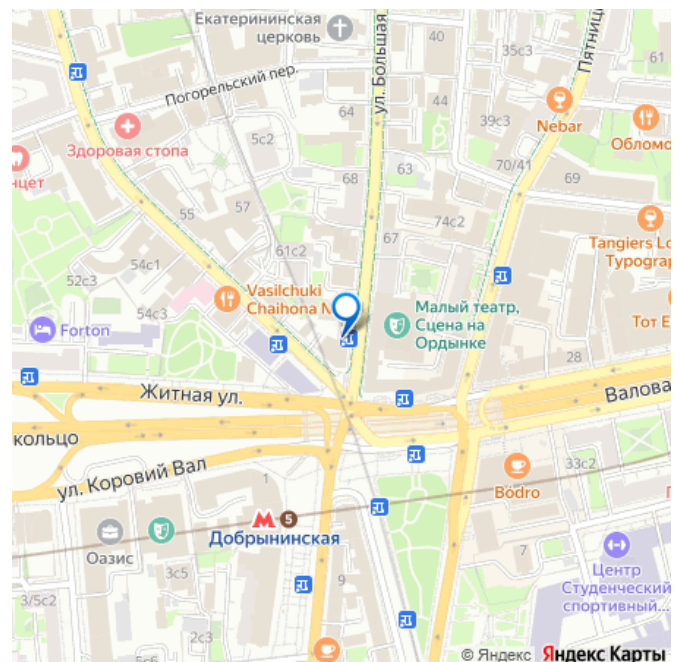 Екатерининская
церковь
40
35с3
Пятниц
61
ул. Большая
Погорельский пер.
64
44
5с2
39с3
Nebar
Обломо
Здоровая стопа
нцет
68
70/41
69
55
57
74с2
67
61с2
54с1
52с3
54с3
Tangiers Lo
Typograp
Vasilchuki
Chaihona N
Малый театр,
Сцена на
Ордынке
Forton
Тот Е
28
Житная ул.
Валова
кольцо
ул. Коровий Вал
1
33с2
Bodro
М 5
Добрынинская
Оазис
7
3с5
9
Центр
Студенческий
спортивный...
3/5с2
2с3
5с6
© Яндекс Яндекс Карты